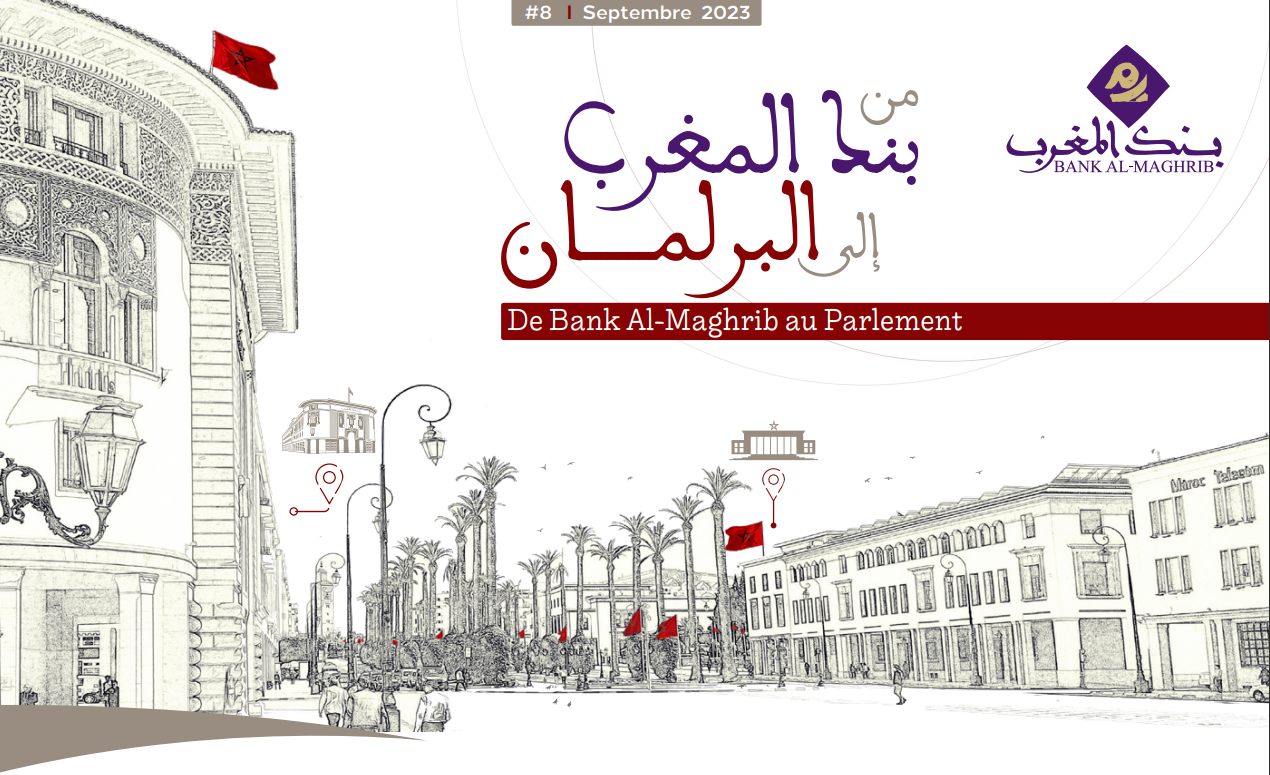 #8 I Septembre 2023
من
بنك المغرب
إلى البرلمـــان
De Bank Al-Maghrib au Parlement
بنك المغرب
BANK AL-MAGHRIB
Maroc Telecom